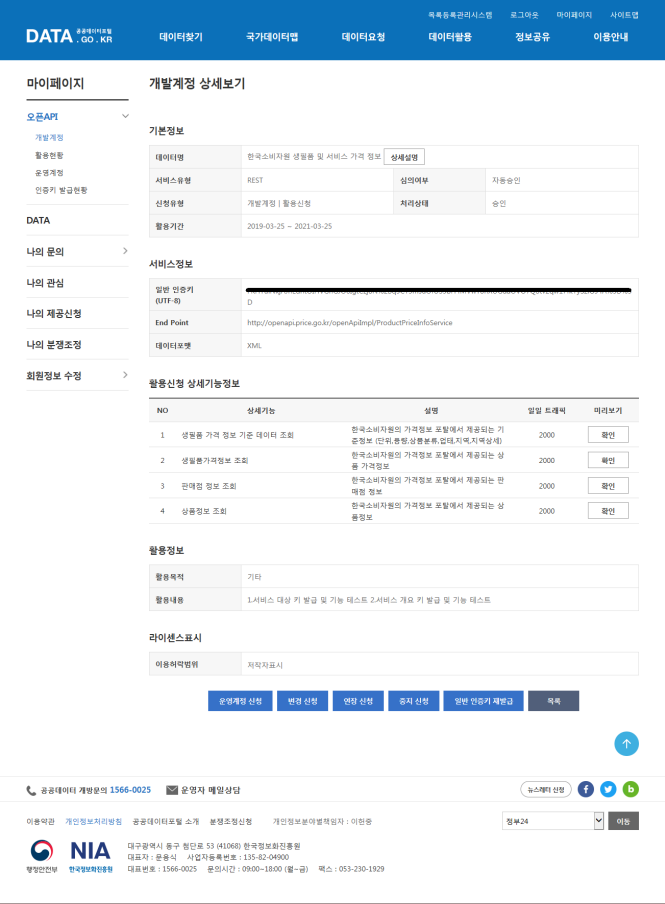 목록등록관리시스템 로그아웃 마이페이지 사이트맵
DATA 공공데이터포털 . GO . KR
데이터찾기 국가데이터맵 데이터요청 데이터활용 정보공유 이용안내
마이페이지
오픈API
개발계정
활용현황
운영계정
인증키 발급현황
DATA
나의 문의
나의 관심
나의 제공신청
나의 분쟁조정
회원정보 수정
개발계정 상세보기
기본정보
데이터명 한국소비자원 생필품 및 서비스 가격 정보 상세설명
서비스유형 REST 심의여부 자동승인
신청유형 개발계정 | 활용신청 처리상태 승인
활용기간 2019-03-25 ~ 2021-03-25
서비스정보
일반 인증키
(UTF-8)
D
End Point http://openapi.price.go.kr/openApiImpl/ProductPriceInfoService
데이터포맷 XML
활용신청 상세기능정보
NO 상세기능 설명 일일 트래픽 미리보기
1 생필품 가격 정보 기준 데이터 조회 한국소비자원의 가격정보 포탈에서 제공되는 기
준정보 (단위,용량,상품분류,업태,지역,지역상세) 2000 확인
2 생필품가격정보 조회 한국소비자원의 가격정보 포탈에서 제공되는 상
품 가격정보 2000 확인
3 판매점 정보 조회 한국소비자원의 가격정보 포탈에서 제공되는 판
매점 정보 2000 확인
4 상품정보 조회 한국소비자원의 가격정보 포탈에서 제공되는 상
품정보 2000 확인
활용정보
활용목적 기타
활용내용 1.서비스 대상 키 발급 및 기능 테스트 2.서비스 개요 키 발급 및 기능 테스트
라이센스표시
이용허락범위 저작자표시
운영계정 신청 변경 신청 연장 신청 중지 신청 일반 인증키 재발급 목록
공공데이터 개방문의 1566-0025 운영자 메일상담 뉴스레터 신청
이용약관 개인정보처리방침 공공데이터포털 소개 분쟁조정신청 개인정보분야별책임자 : 이헌중 정부24 이동
행정안전부
NIA 한국정보화진흥원
대구광역시 동구 첨단로 53 (41068) 한국정보화진흥원
대표자 : 문용식 사업자등록번호 : 135-82-04900
대표번호 : 1566-0025 문의시간 : 09:00~18:00 (월~금) 팩스 : 053-230-1929